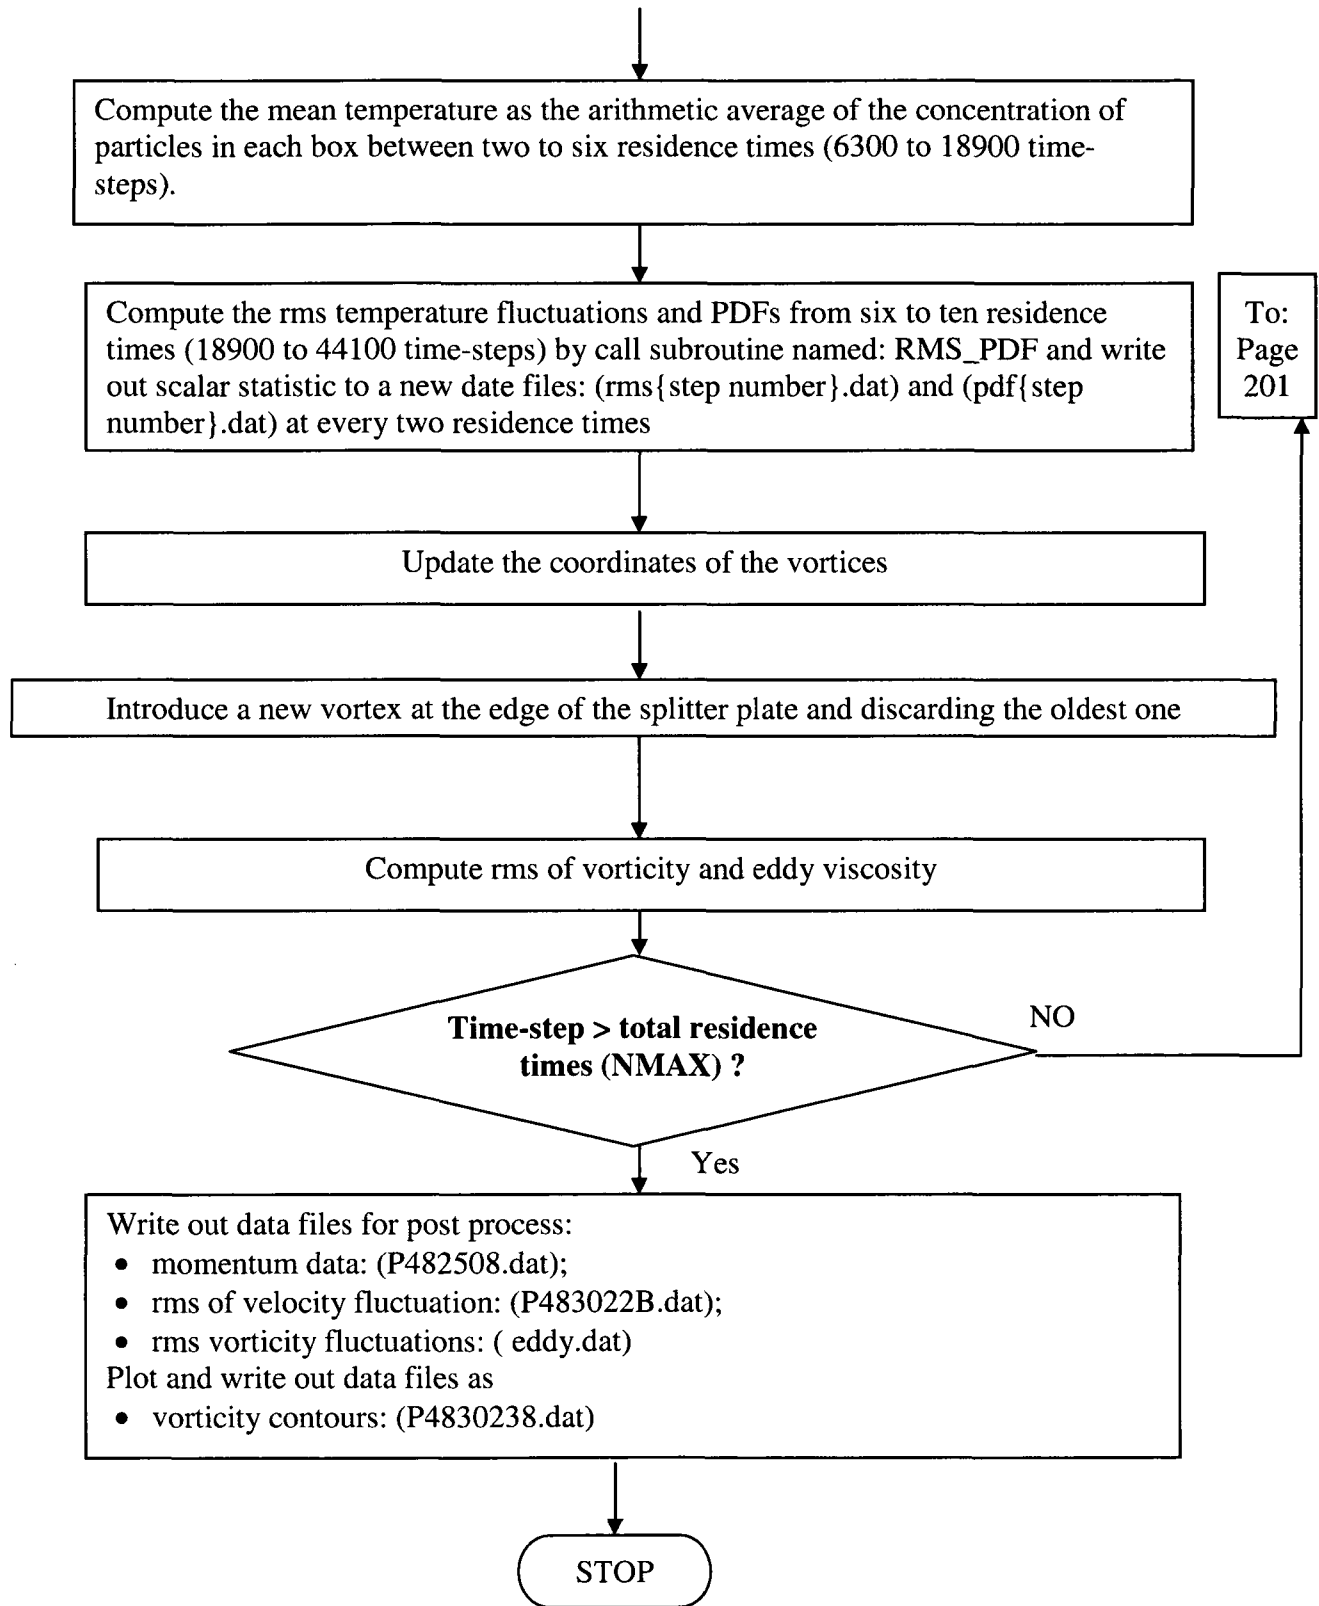 Compute the mean temperature as the arithmetic average of the concentration of
particles in each box between two to six residence times (6300 to 18900 time-
steps).
Compute the rms temperature fluctuations and PDFs from six to ten residence
times (18900 to 44100 time-steps) by call subroutine named: RMS_PDF and write
out scalar statistic to a new date files: (rms{step number}.dat) and (pdf{step
number}.dat) at every two residence times
To:
Page
201
Update the coordinates of the vortices
Introduce a new vortex at the edge of the splitter plate and discarding the oldest one
Compute rms of vorticity and eddy viscosity
Time-step > total residence
times (NMAX) ?
NO
Yes
Write out data files for post process:
• momentum data: (P482508.dat);
• rms of velocity fluctuation: (P483022B.dat);
• rms vorticity fluctuations: ( eddy.dat)
Plot and write out data files as
• vorticity contours: (P4830238.dat)
STOP